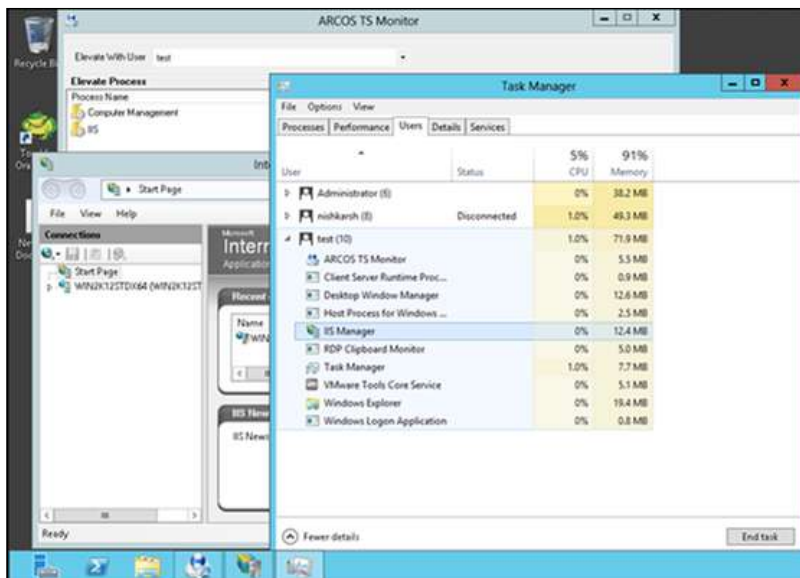 ARCOS TS Monitor
Recycle
Elevate With User test
Elevate Process
Process Name
Computer Management
IIS
Start Page
File View Help
Connections
Start Page
WIN2K12STDX64 (WIN2K12ST
Microsoft
Intern
Application
Recent
Name
WIN
IIS New
IIS News
Ready
Task Manager
File Options View
Processes Performance Users Details Services
5% 91%
User Status CPU Memory
Administrator (6) 0% 38.2 MB
nishkarsh (8) Disconnected 1.0% 49.3 MB
test (10) 1.0% 71.9 MB
ARCOS TS Monitor 0% 5.5 MB
Client Server Runtime Proc... 0% 0.9 MB
Desktop Window Manager 0% 12.6 MB
Host Process for Windows ... 0% 2.5 MB
IIS Manager 0% 12.4 MB
RDP Clipboard Monitor 0% 5.0 MB
Task Manager 1.0% 7.7 MB
VMware Tools Core Service 0% 5.1 MB
Windows Explorer 0% 19.4 MB
Windows Logon Application 0% 0.8 MB
Fewer details
End task